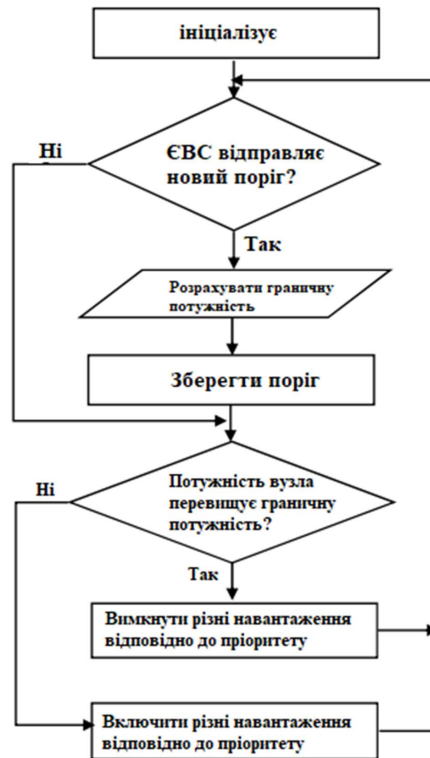 ініціалізує
Ні
ЄВС відправляє
новий поріг?
Так
Розрахувати граничну
потужність
Зберегти поріг
Ні
Потужність вузла
перевищує граничну
потужність?
Так
Вимкнути різні навантаження
відповідно до пріоритету
Включити різні навантаження
відповідно до пріоритету